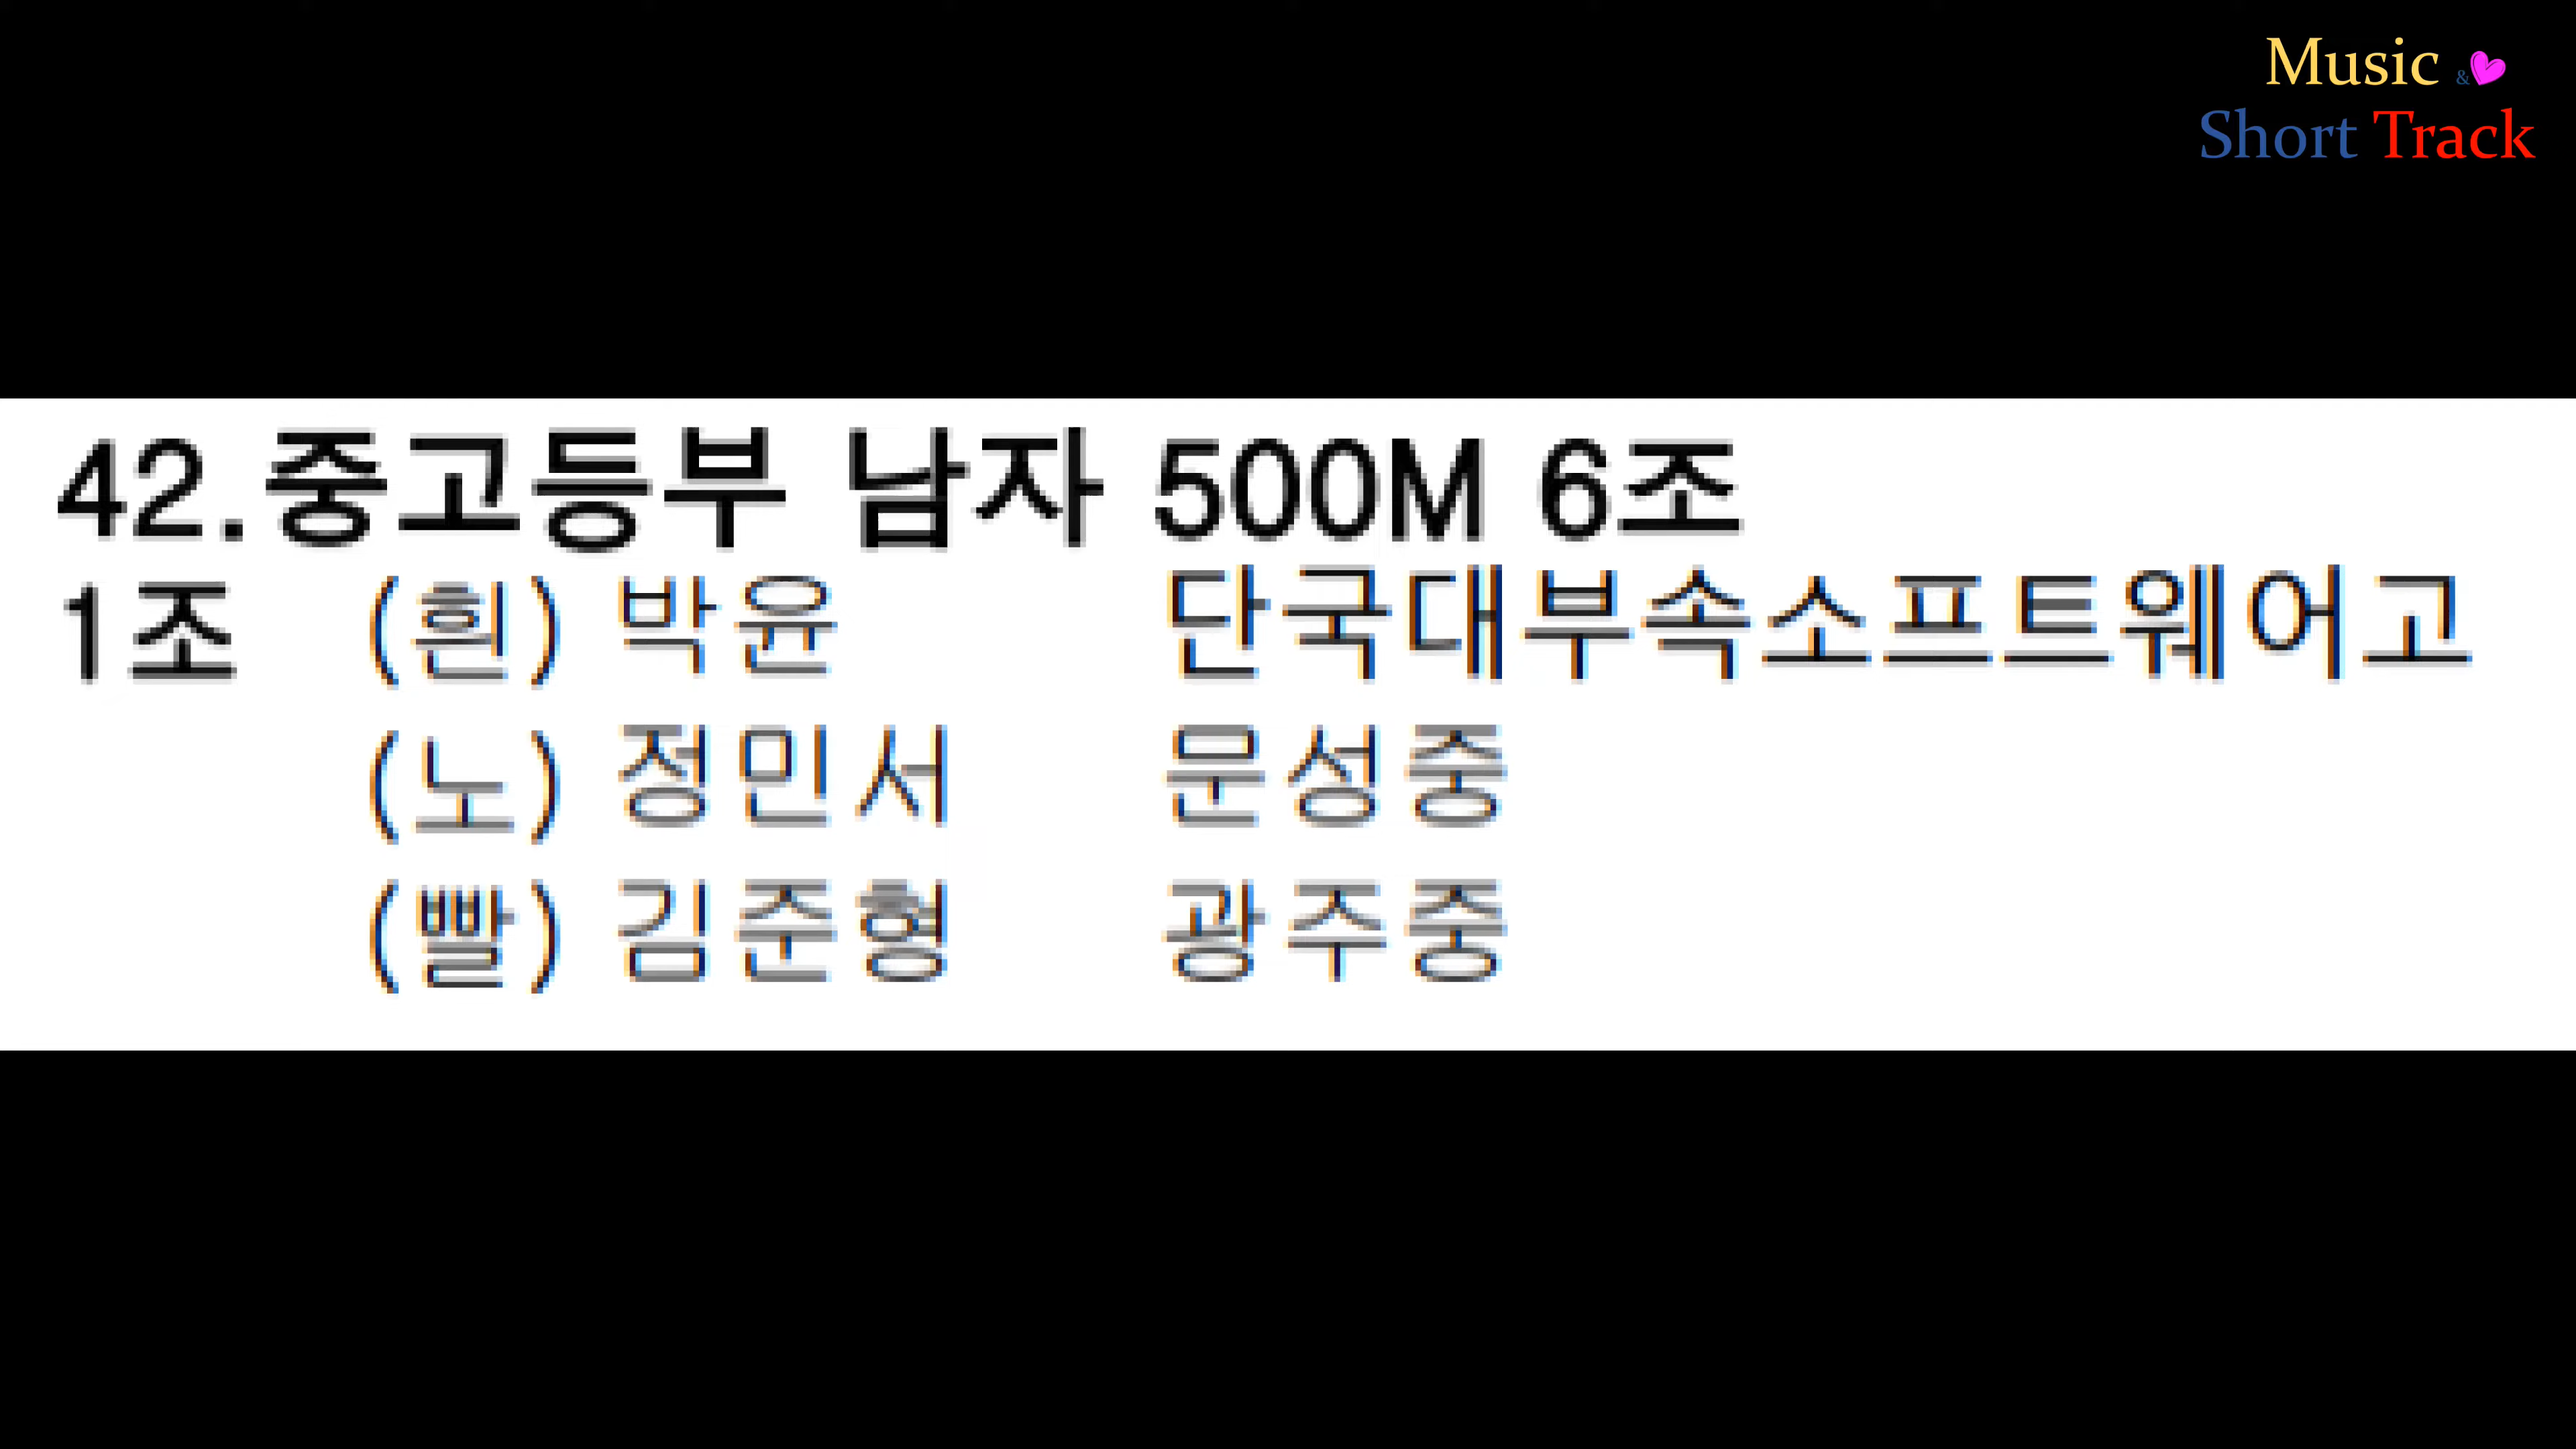 Music &
Short Track
42.중고등부 남자 500M 6조
1조 (흰) 박윤 단국대부속소프트웨어고
(노) 정민서 문성중
(빨) 김준형 광주중